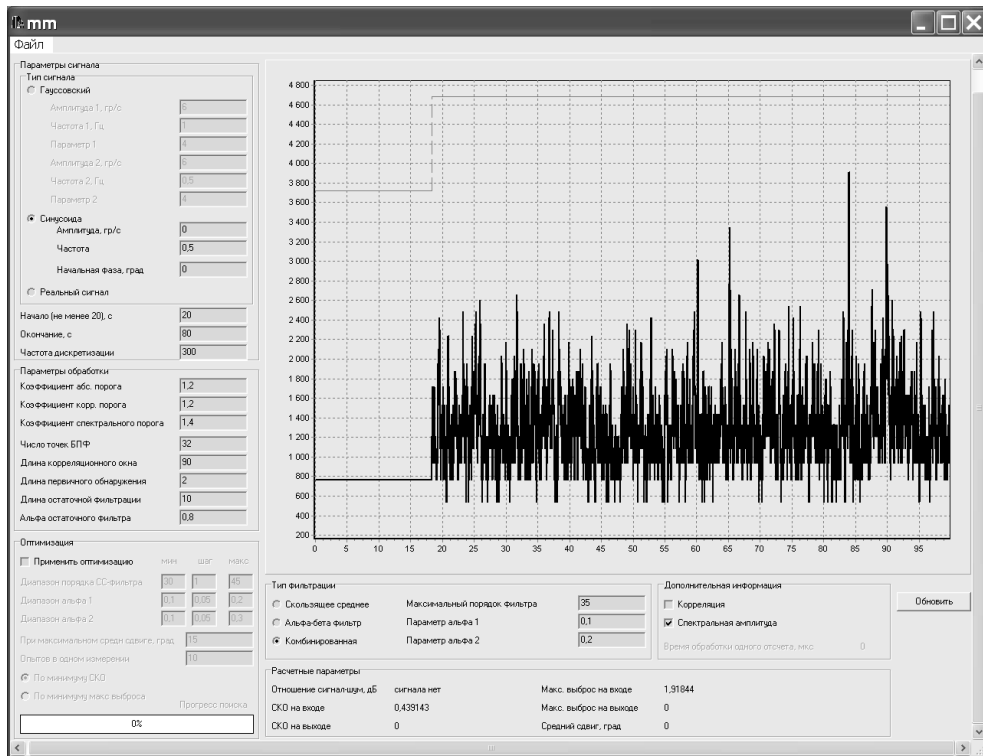 mm
Файл
Параметры сигнала
Тип сигнала
Гауссовский
Амплитуда 1, гр/с 6
Частота 1, Гц 1
Параметр 1 4
Амплитуда 2, гр/с 6
Частота 2, Гц 0.5
Параметр 2 4
Синусоида
Амплитуда, гр/с 0
Частота 0,5
Начальная фаза, град 0
Реальный сигнал
Начало (не менее 20), с 20
Окончание, с 80
Частота дискретизации 300
Параметры обработки
Коэффициент абс. порога 1,2
Коэффициент корр. порога 1,2
Коэффициент спектрального порога 1,4
Число точек БПФ 32
Длина корреляционного окна 90
Длина первичного обнаружения 2
Длина остаточной фильтрации 10
Альфа остаточного фильтра 0,8
Оптимизация
Применить оптимизацию мин шаг макс
Диапазон порядка СС-фильтра 30 1 45
Диапазон альфа 1 0,1 0,05 0,2
Диапазон альфа 2 0,1 0,05 0,3
При максимальном средн сдвиге, град 15
Опытов в одном измерении 10
По минимуму СКО
По минимуму макс выброса
Прогресс поиска
0%
4 800
4 600
4 400
4 200
4 000
3 800
3 600
3 400
3 200
3 000
2 800
2 600
2 400
2 200
2 000
1 800
1 600
1 400
1 200
1 000
800
600
400
200
0 5 10 15 20 25 30 35 40 45 50 55 60 65 70 75 80 85 90 95
Тип фильтрации
Скользящее среднее
Альфа-бета фильтр
Комбинированная
Максимальный порядок фильтра 35
Параметр альфа 1 0,1
Параметр альфа 2 0,2
Дополнительная информация
Корреляция
Спектральная амплитуда
Время обработки одного отсчета, мкс 0
Обновить
Расчетные параметры
Отношение сигнал-шум, дБ сигнала нет Макс. выброс на входе 1,91844
СКО на входе 0,439143 Макс. выброс на выходе 0
СКО на выходе 0 Средний сдвиг, град 0